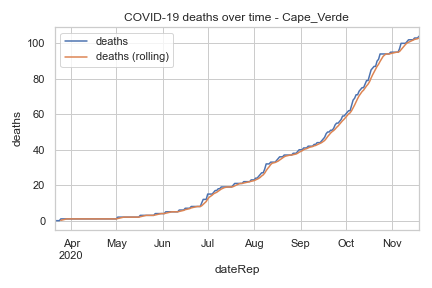 COVID-19 deaths over time - Cape_Verde
deaths
deaths (rolling)
deaths
100
80
60
40
20
0
Apr May Jun Jul Aug Sep Oct Nov
2020
dateRep